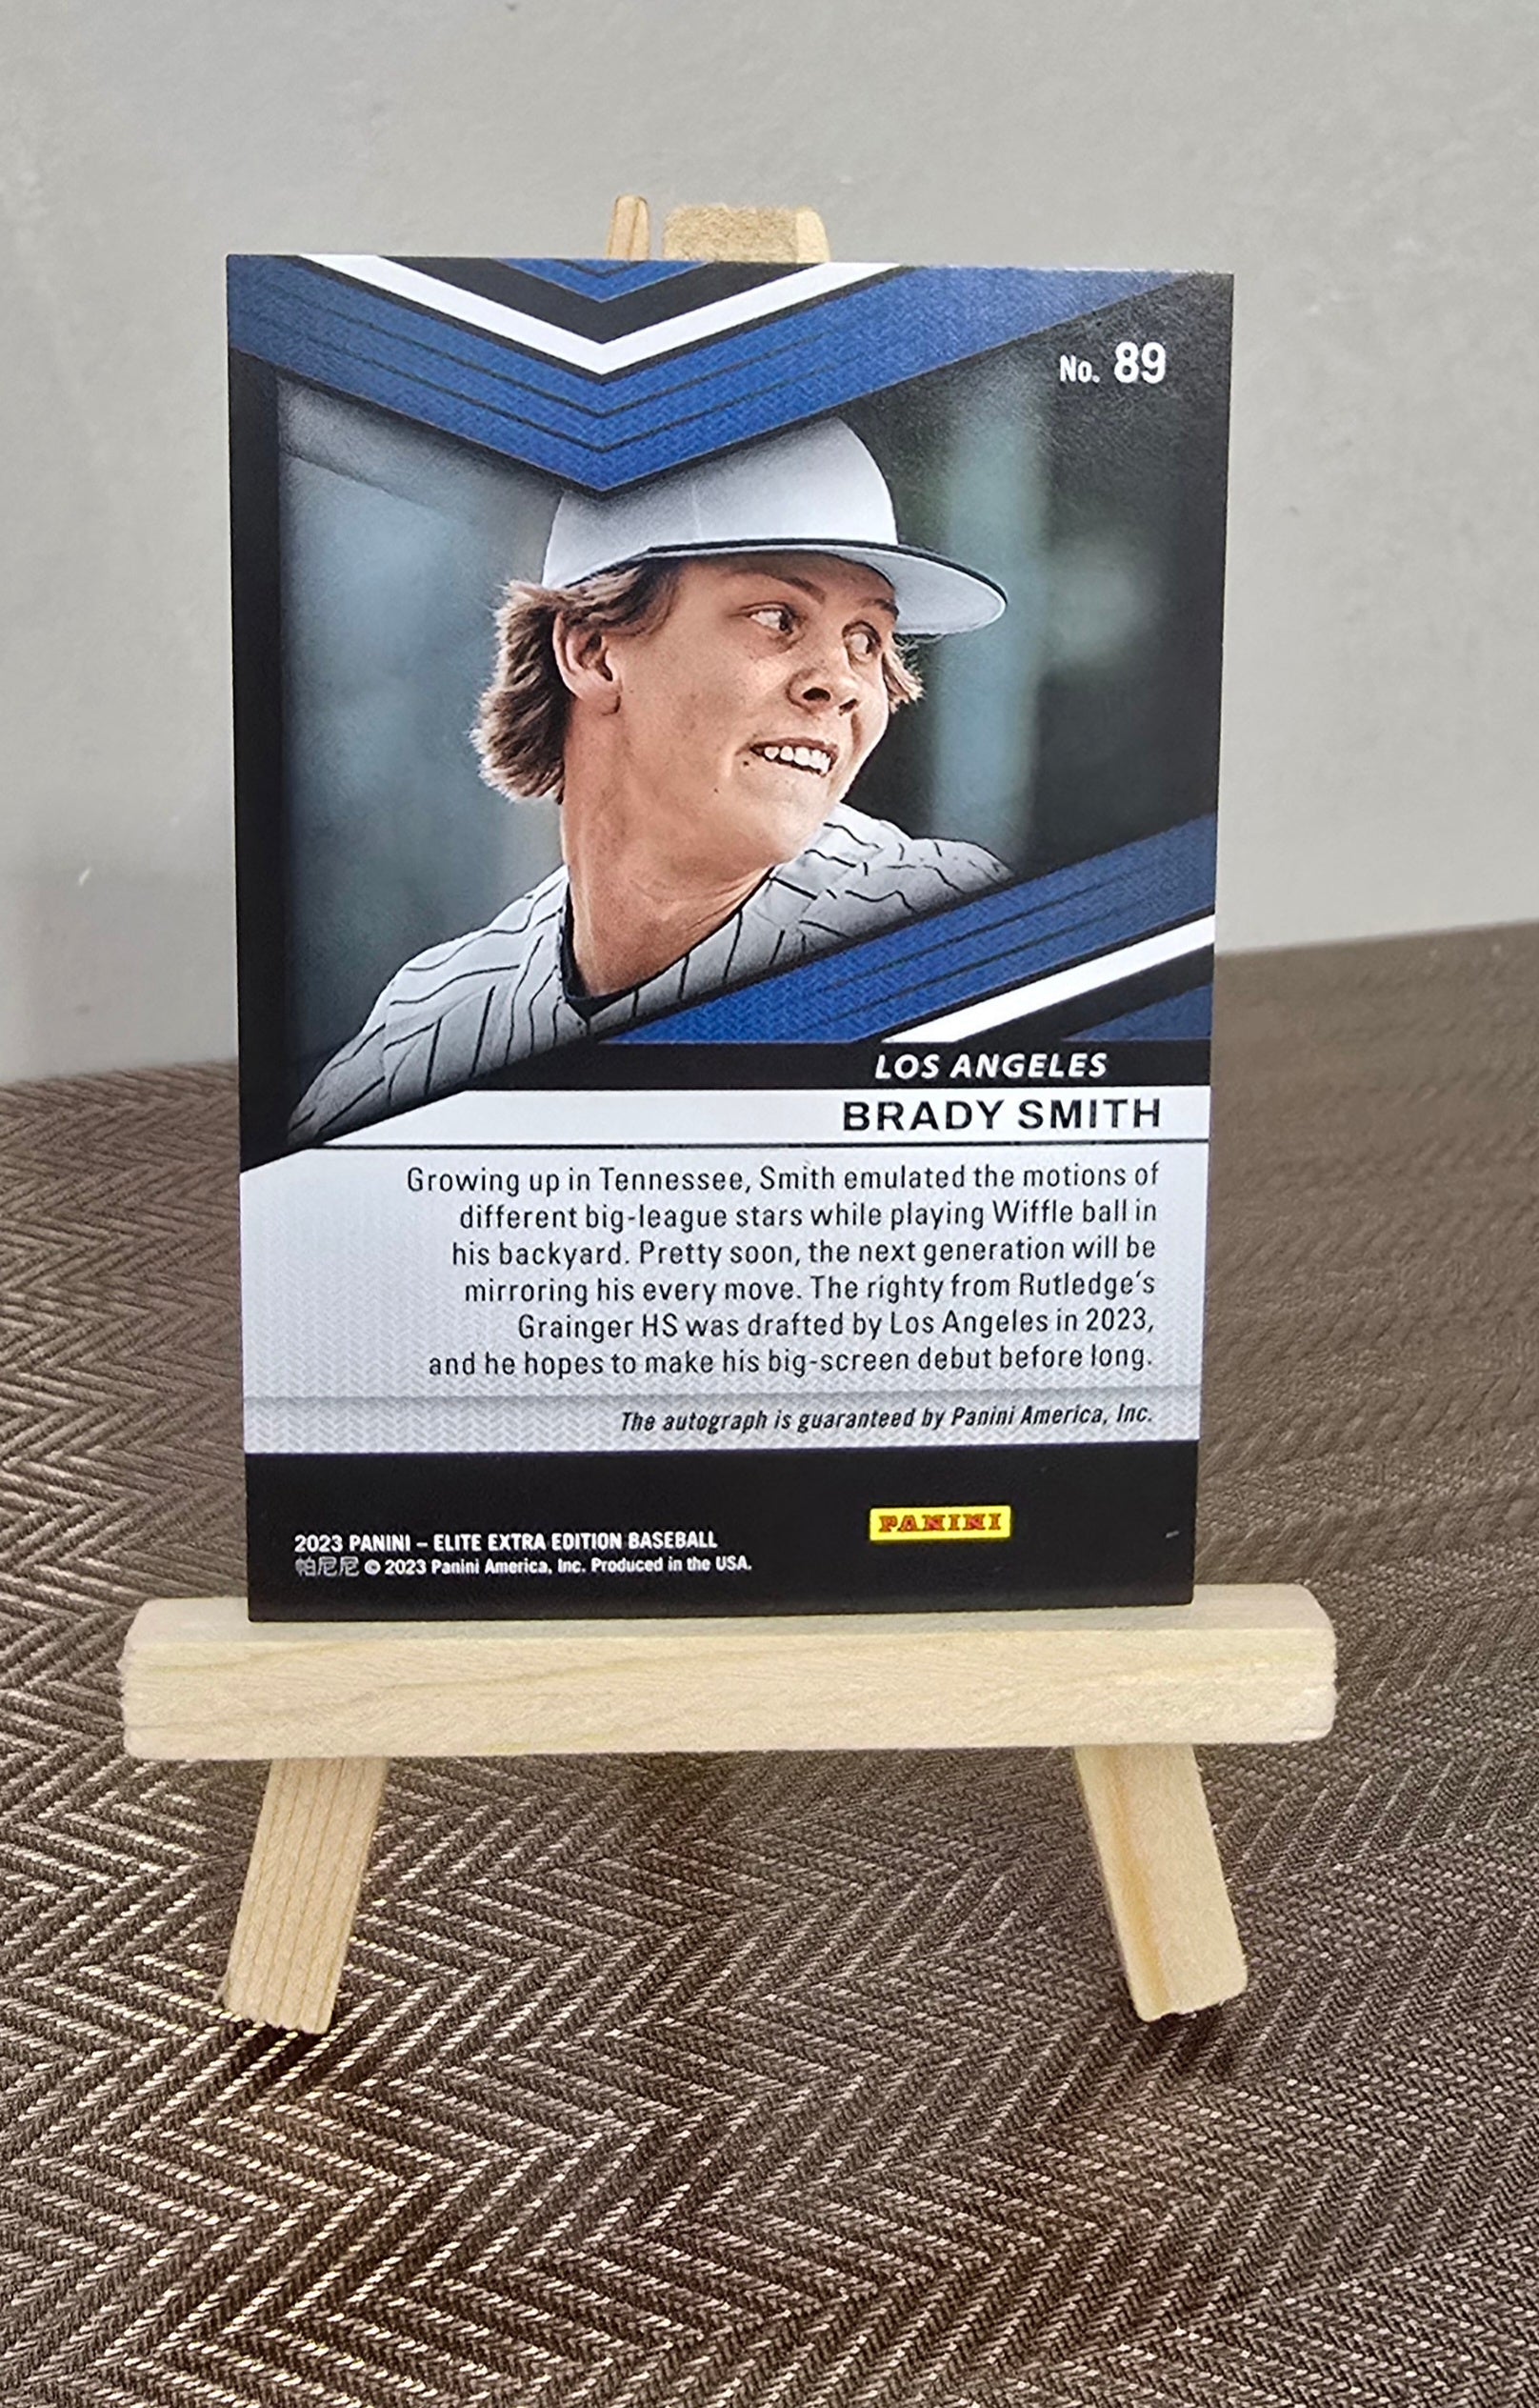 No. 89
LOS ANGELES
BRADY SMITH
Growing up in Tennessee, Smith emulated the motions of
different big-league stars while playing Wiffle ball in
his backyard. Pretty soon, the next generation will be
mirroring his every move. The righty from Rutledge's
Grainger HS was drafted by Los Angeles in 2023,
and he hopes to make his big-screen debut before long.
The autograph is guaranteed by Panini America, Inc.
PANINI
2023 PANINI – ELITE EXTRA EDITION BASEBALL
帕尼尼 © 2023 Panini America, Inc. Produced in the USA.